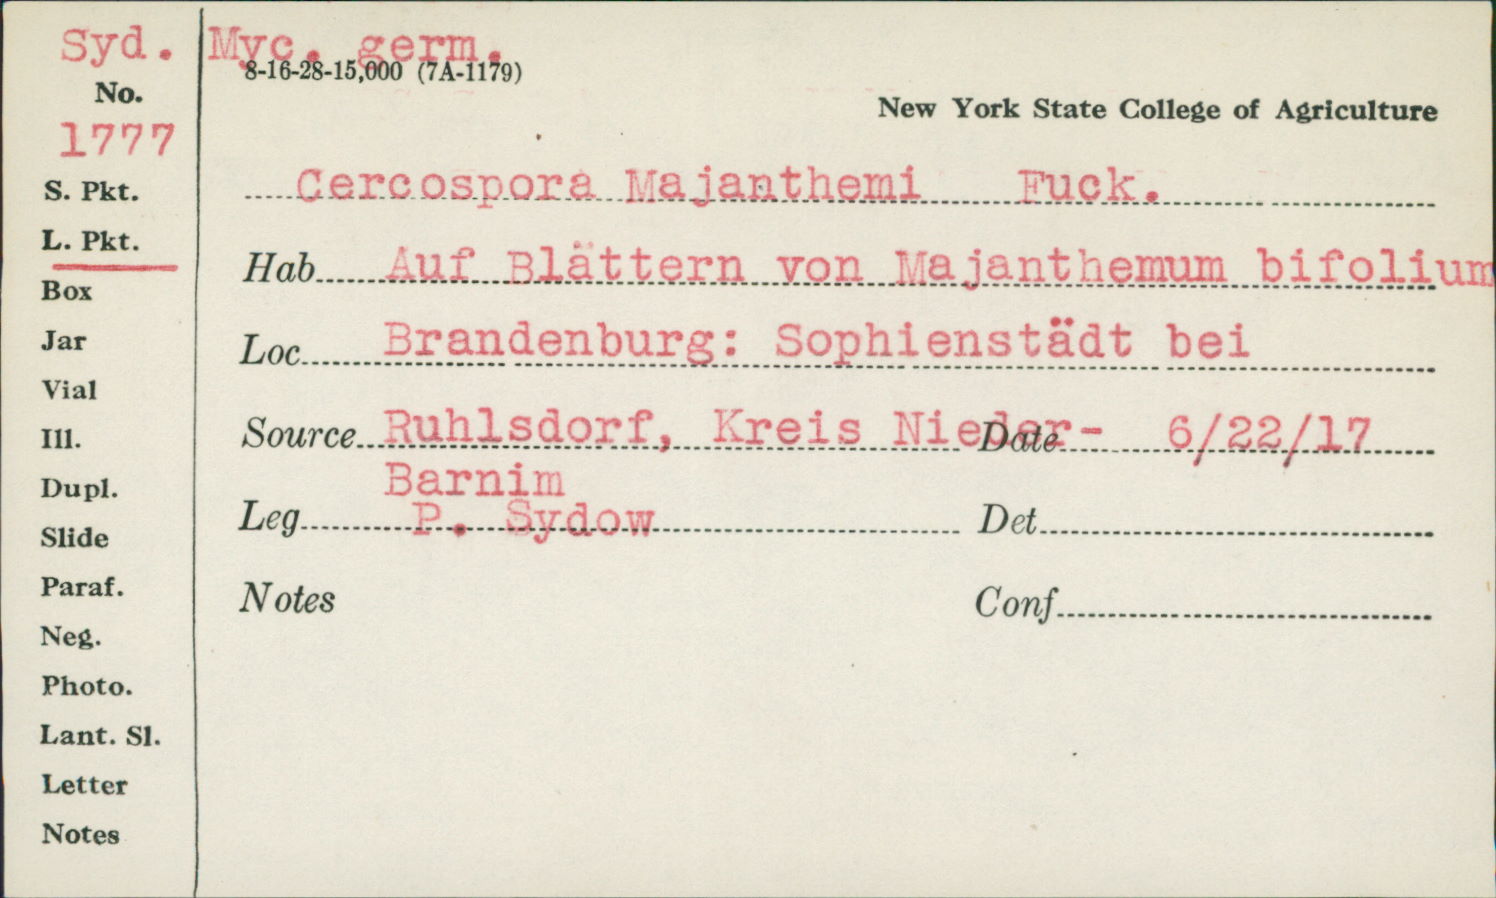 Syd. Myc. germ.
8-16-28-15,000 (7A-1179)
No.
New York State College of Agriculture
1777
Cercospora Majanthemi Fuck.
S. Pkt.
L. Pkt.
Hab Auf Blättern von Majanthemum bifolium
Box
Jar
Loc Brandenburg: Sophienstädt bei
Vial
Ill.
Source Ruhlsdorf, Kreis Nieder- Date 6/22/17
Barnim
Dupl.
Leg P. Sydow Det
Slide
Paraf.
Notes Conf
Neg.
Photo.
Lant. Sl.
Letter
Notes